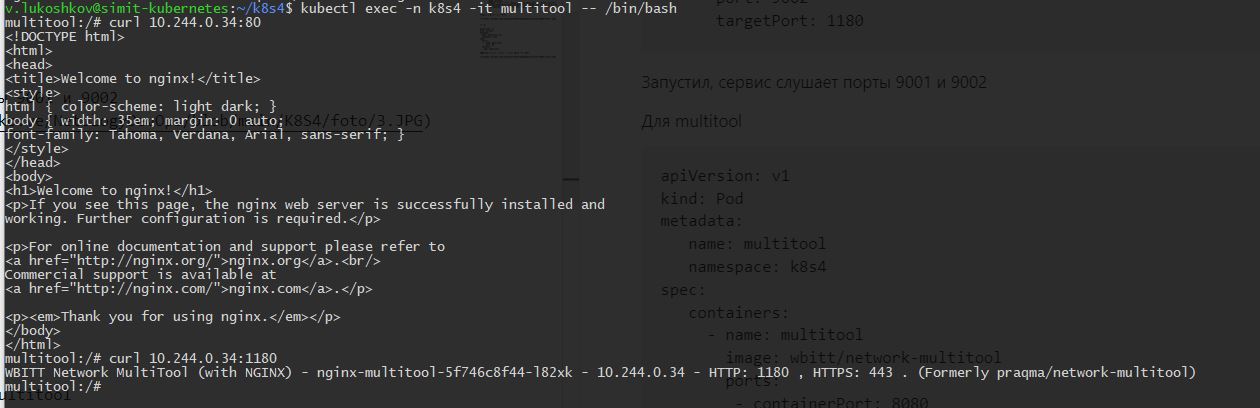 v.lukoshkov@simit-kubernetes:~/k8s4$ kubectl exec -n k8s4 -it multitool -- /bin/bash
multitool:/# curl 10.244.0.34:80
<!DOCTYPE html>
<html>
<head>
<title>Welcome to nginx!</title>
<style>
html { color-scheme: light dark; }
body { width: 35em; margin: 0 auto;
font-family: Tahoma, Verdana, Arial, sans-serif; }
</style>
</head>
<body>
<h1>Welcome to nginx!</h1>
<p>If you see this page, the nginx web server is successfully installed and
working. Further configuration is required.</p>
<p>For online documentation and support please refer to
<a href="http://nginx.org/">nginx.org</a>.<br/>
Commercial support is available at
<a href="http://nginx.com/">nginx.com</a>.</p>
<p><em>Thank you for using nginx.</em></p>
</body>
</html>
multitool:/# curl 10.244.0.34:1180
WBITT Network MultiTool (with NGINX) - nginx-multitool-5f746c8f44-l82xk - 10.244.0.34 - HTTP: 1180 , HTTPS: 443 . (Formerly praqma/network-multitool)
multitool:/#
и 9002
K8S4/foto/3.JPG)
port: 9002
targetPort: 1180
Запустил, сервис слушает порты 9001 и 9002
Для multitool
apiVersion: v1
kind: Pod
metadata:
name: multitool
namespace: k8s4
spec:
containers:
- name: multitool
image: wbitt/network-multitool
ports:
- containerPort: 8080